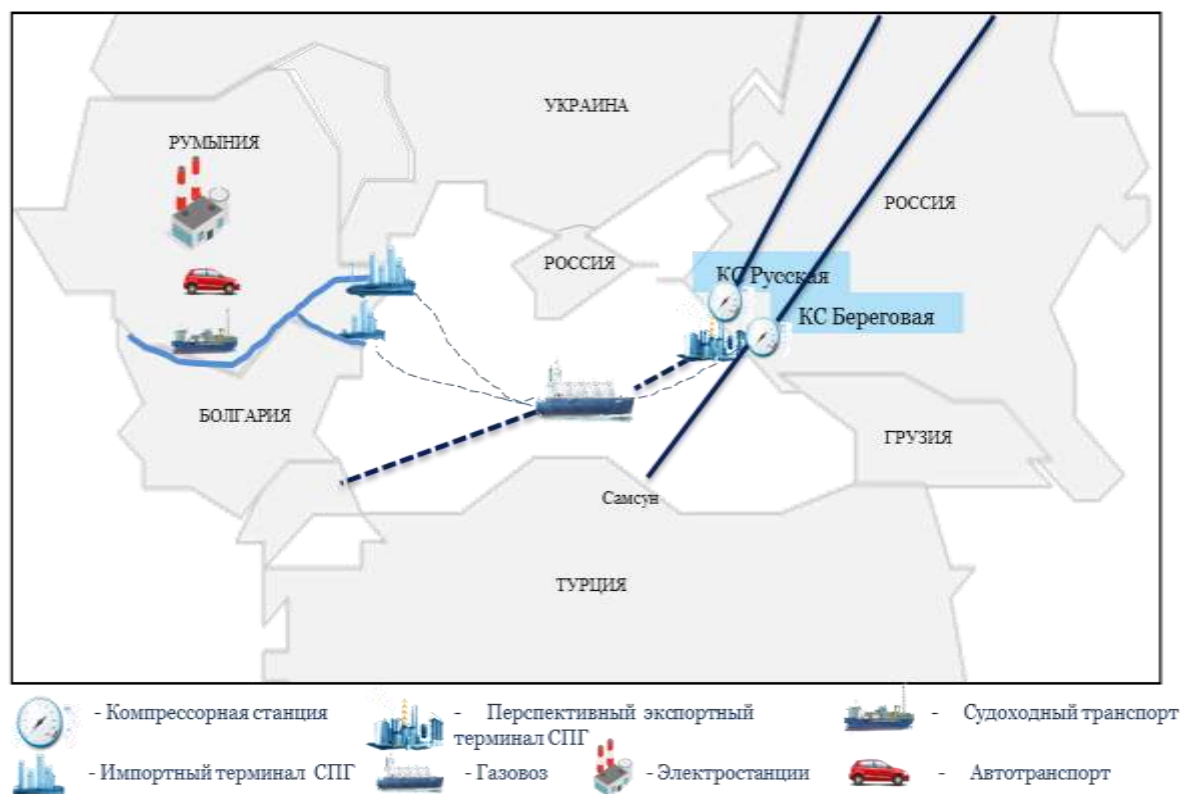 УКРАИНА
РУМЫНИЯ
РОССИЯ
РОССИЯ
КС Русская
КС Береговая
БОЛГАРИЯ
ГРУЗИЯ
Самсун
ТУРЦИЯ
- Компрессорная станция
- Перспективный экспортный
терминал СПГ
- Судоходный транспорт
- Импортный терминал СПГ
- Газовоз
- Электростанции
- Автотранспорт